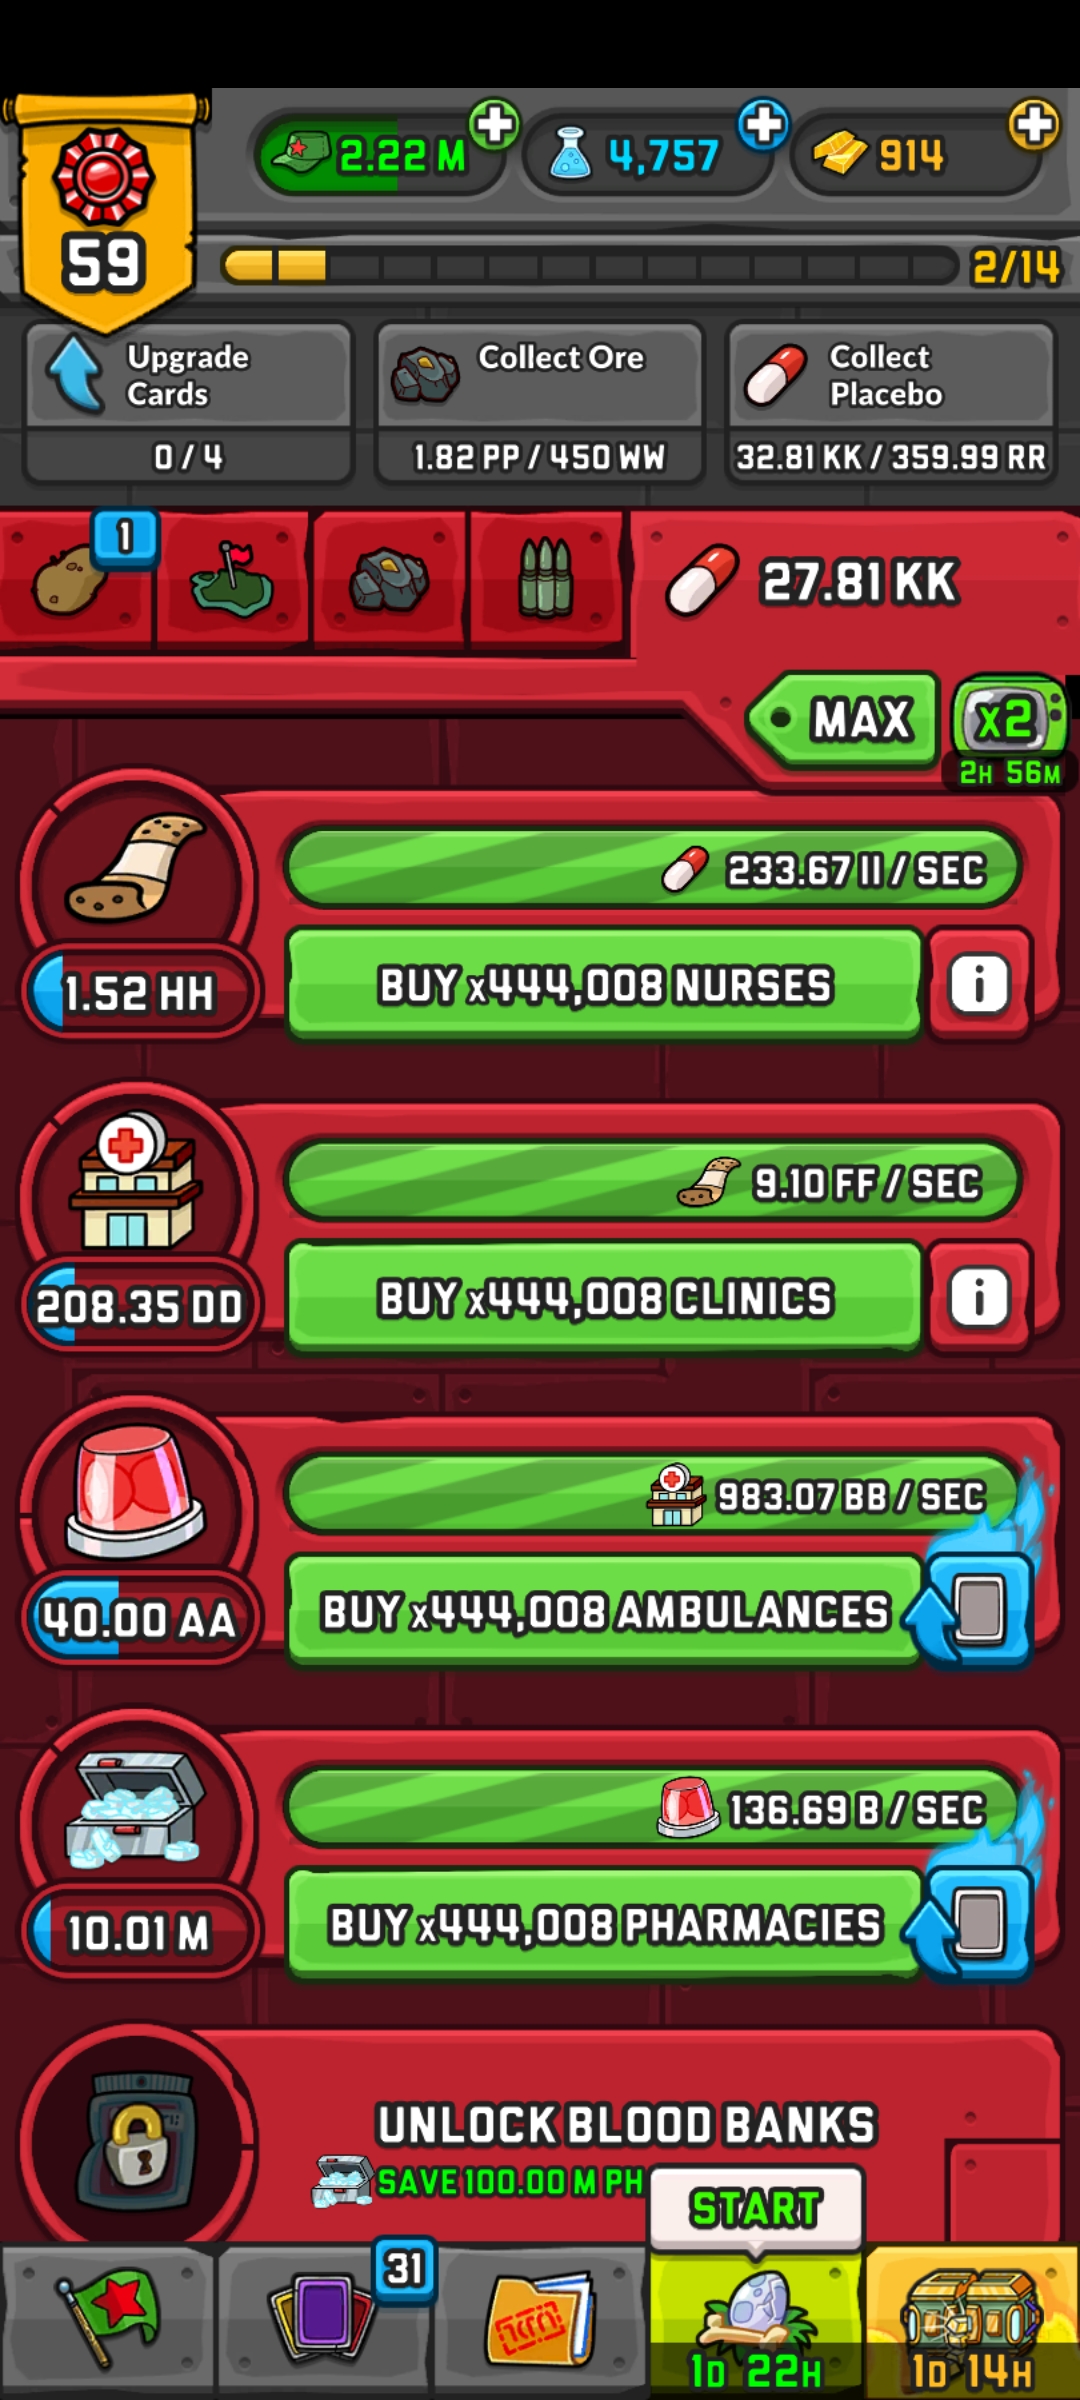 2.22 M
4,757
914
59
2/14
Upgrade
Cards
0 / 4
Collect Ore
1.82 PP / 450 WW
Collect
Placebo
32.81 KK / 359.99 RR
1
27.81 KK
MAX
x2
2H 56M
233.67 II / SEC
1.52 HH
BUY x444,008 NURSES
i
9.10 FF / SEC
208.35 DD
BUY x444,008 CLINICS
i
983.07 BB / SEC
40.00 AA
BUY x444,008 AMBULANCES
136.69 B / SEC
10.01 M
BUY x444,008 PHARMACIES
UNLOCK BLOOD BANKS
SAVE 100.00 M PH
START
31
1D 22H
1D 14H